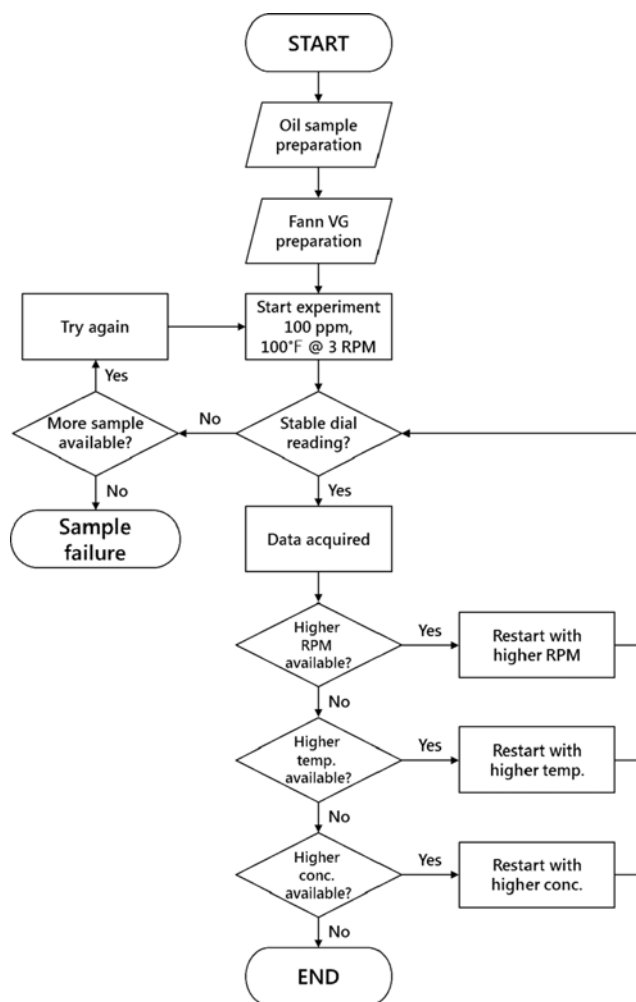 START
Oil sample
preparation
Fann VG
preparation
Try again
Start experiment
100 ppm,
100°F @ 3 RPM
Yes
More sample
available?
No
Stable dial
reading?
No
Yes
Sample
failure
Data acquired
Higher
RPM
available?
Yes
Restart with
higher RPM
No
Higher
temp.
available?
Yes
Restart with
higher temp.
No
Higher
conc.
available?
Yes
Restart with
higher conc.
No
END